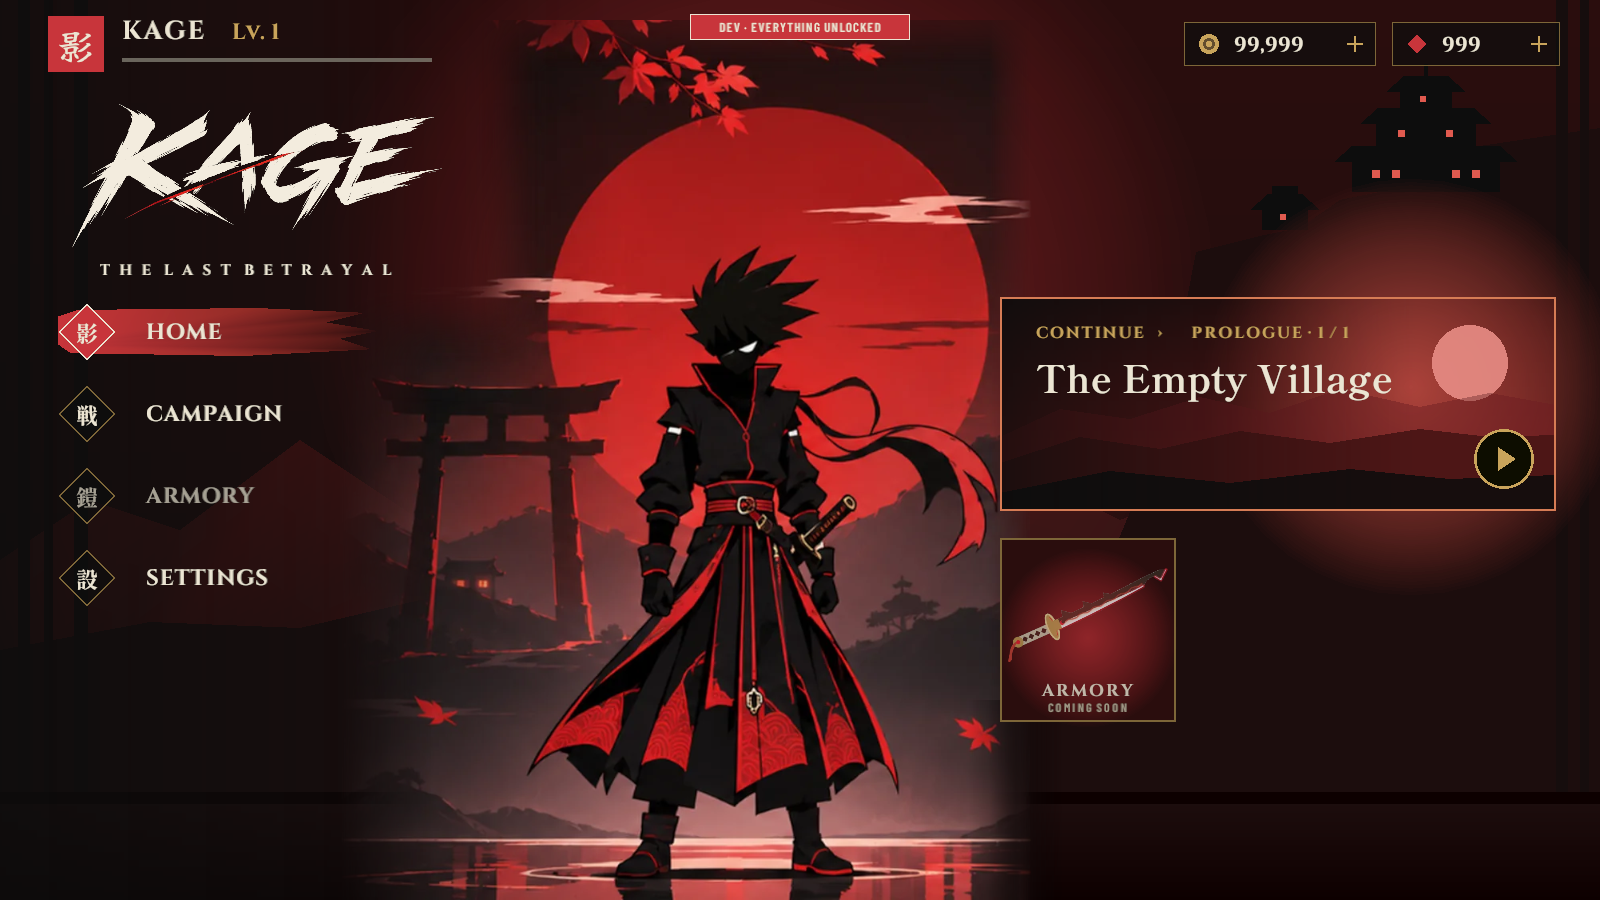 影
KAGE Lv. 1
DEV · EVERYTHING UNLOCKED
99,999 +
999 +
KAGE
THE LAST BETRAYAL
影 HOME
戦 CAMPAIGN
鎧 ARMORY
設 SETTINGS
CONTINUE › PROLOGUE · 1 / 1
The Empty Village
ARMORY
COMING SOON